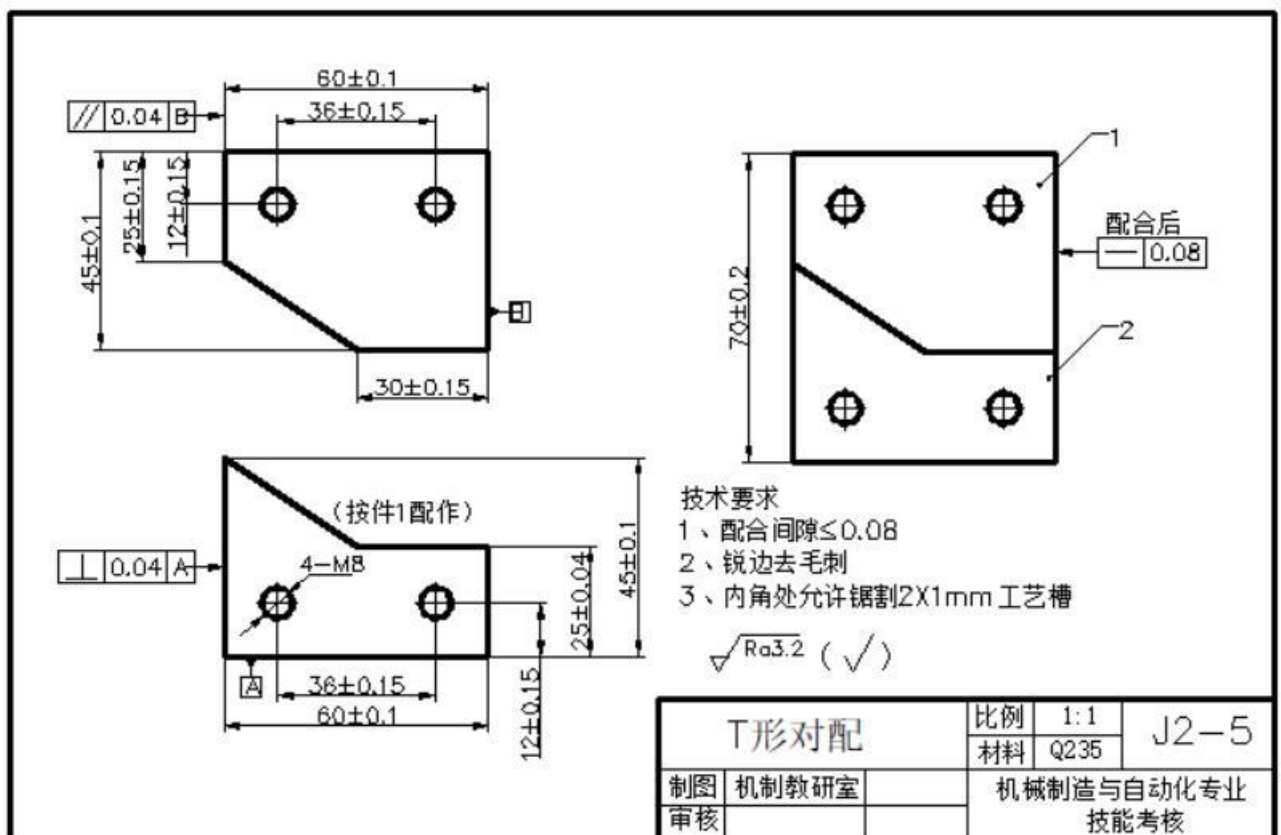 60±0.1
36±0.15
// 0.04 B
45±0.1
25±0.15
12±0.15
B
30±0.15
1
配合后
— 0.08
70±0.2
2
(按件1配作)
⊥ 0.04 A
4-M8
45±0.1
25±0.04
12±0.15
A
36±0.15
60±0.1
技术要求
1、配合间隙≤0.08
2、锐边去毛刺
3、内角处允许锯割2X1mm工艺槽
Ra3.2 (√)
T形对配
比例 1:1
J2-5
材料 Q235
制图 机制教研室
机械制造与自动化专业
审核
技能考核